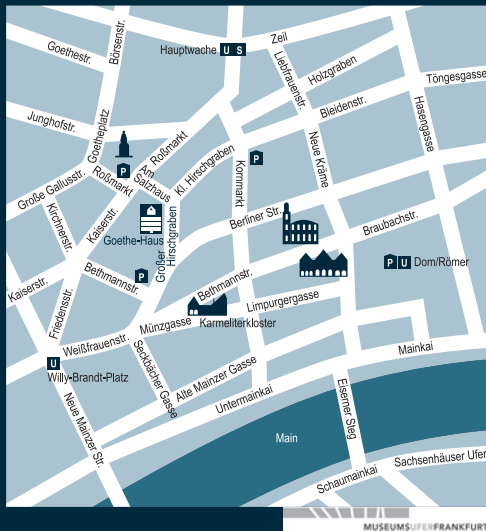 Zeil
Hauptwache U S
Börsenstr.
Goethestr.
Liebfrauenstr.
Holzgraben
Töngesgasse
Bleidenstr.
Hasengasse
Junghofstr.
Goetheplatz
Roßmarkt
Am Salzhaus
Kl. Hirschgraben
Kornmarkt
P
Neue Kräme
P
Roßmarkt
Große Gallusstr.
Kirchnerstr.
Kaiserstr.
Goethe-Haus
Großer Hirschgraben
Berliner Str.
Braubachstr.
P U Dom/Römer
P
Bethmannstr.
Bethmannstr.
Kaiserstr.
Friedensstr.
Limpurgergasse
Karmeliterkloster
Münzgasse
Weißfrauenstr.
Mainkai
U
Willy-Brandt-Platz
Seckbächer Gasse
Alte Mainzer Gasse
Untermainkai
Neue Mainzer Str.
Eiserner Steg
Main
Schaumainkai
Sachsenhäuser Ufer
MUSEUMSUFERFRANKFURT